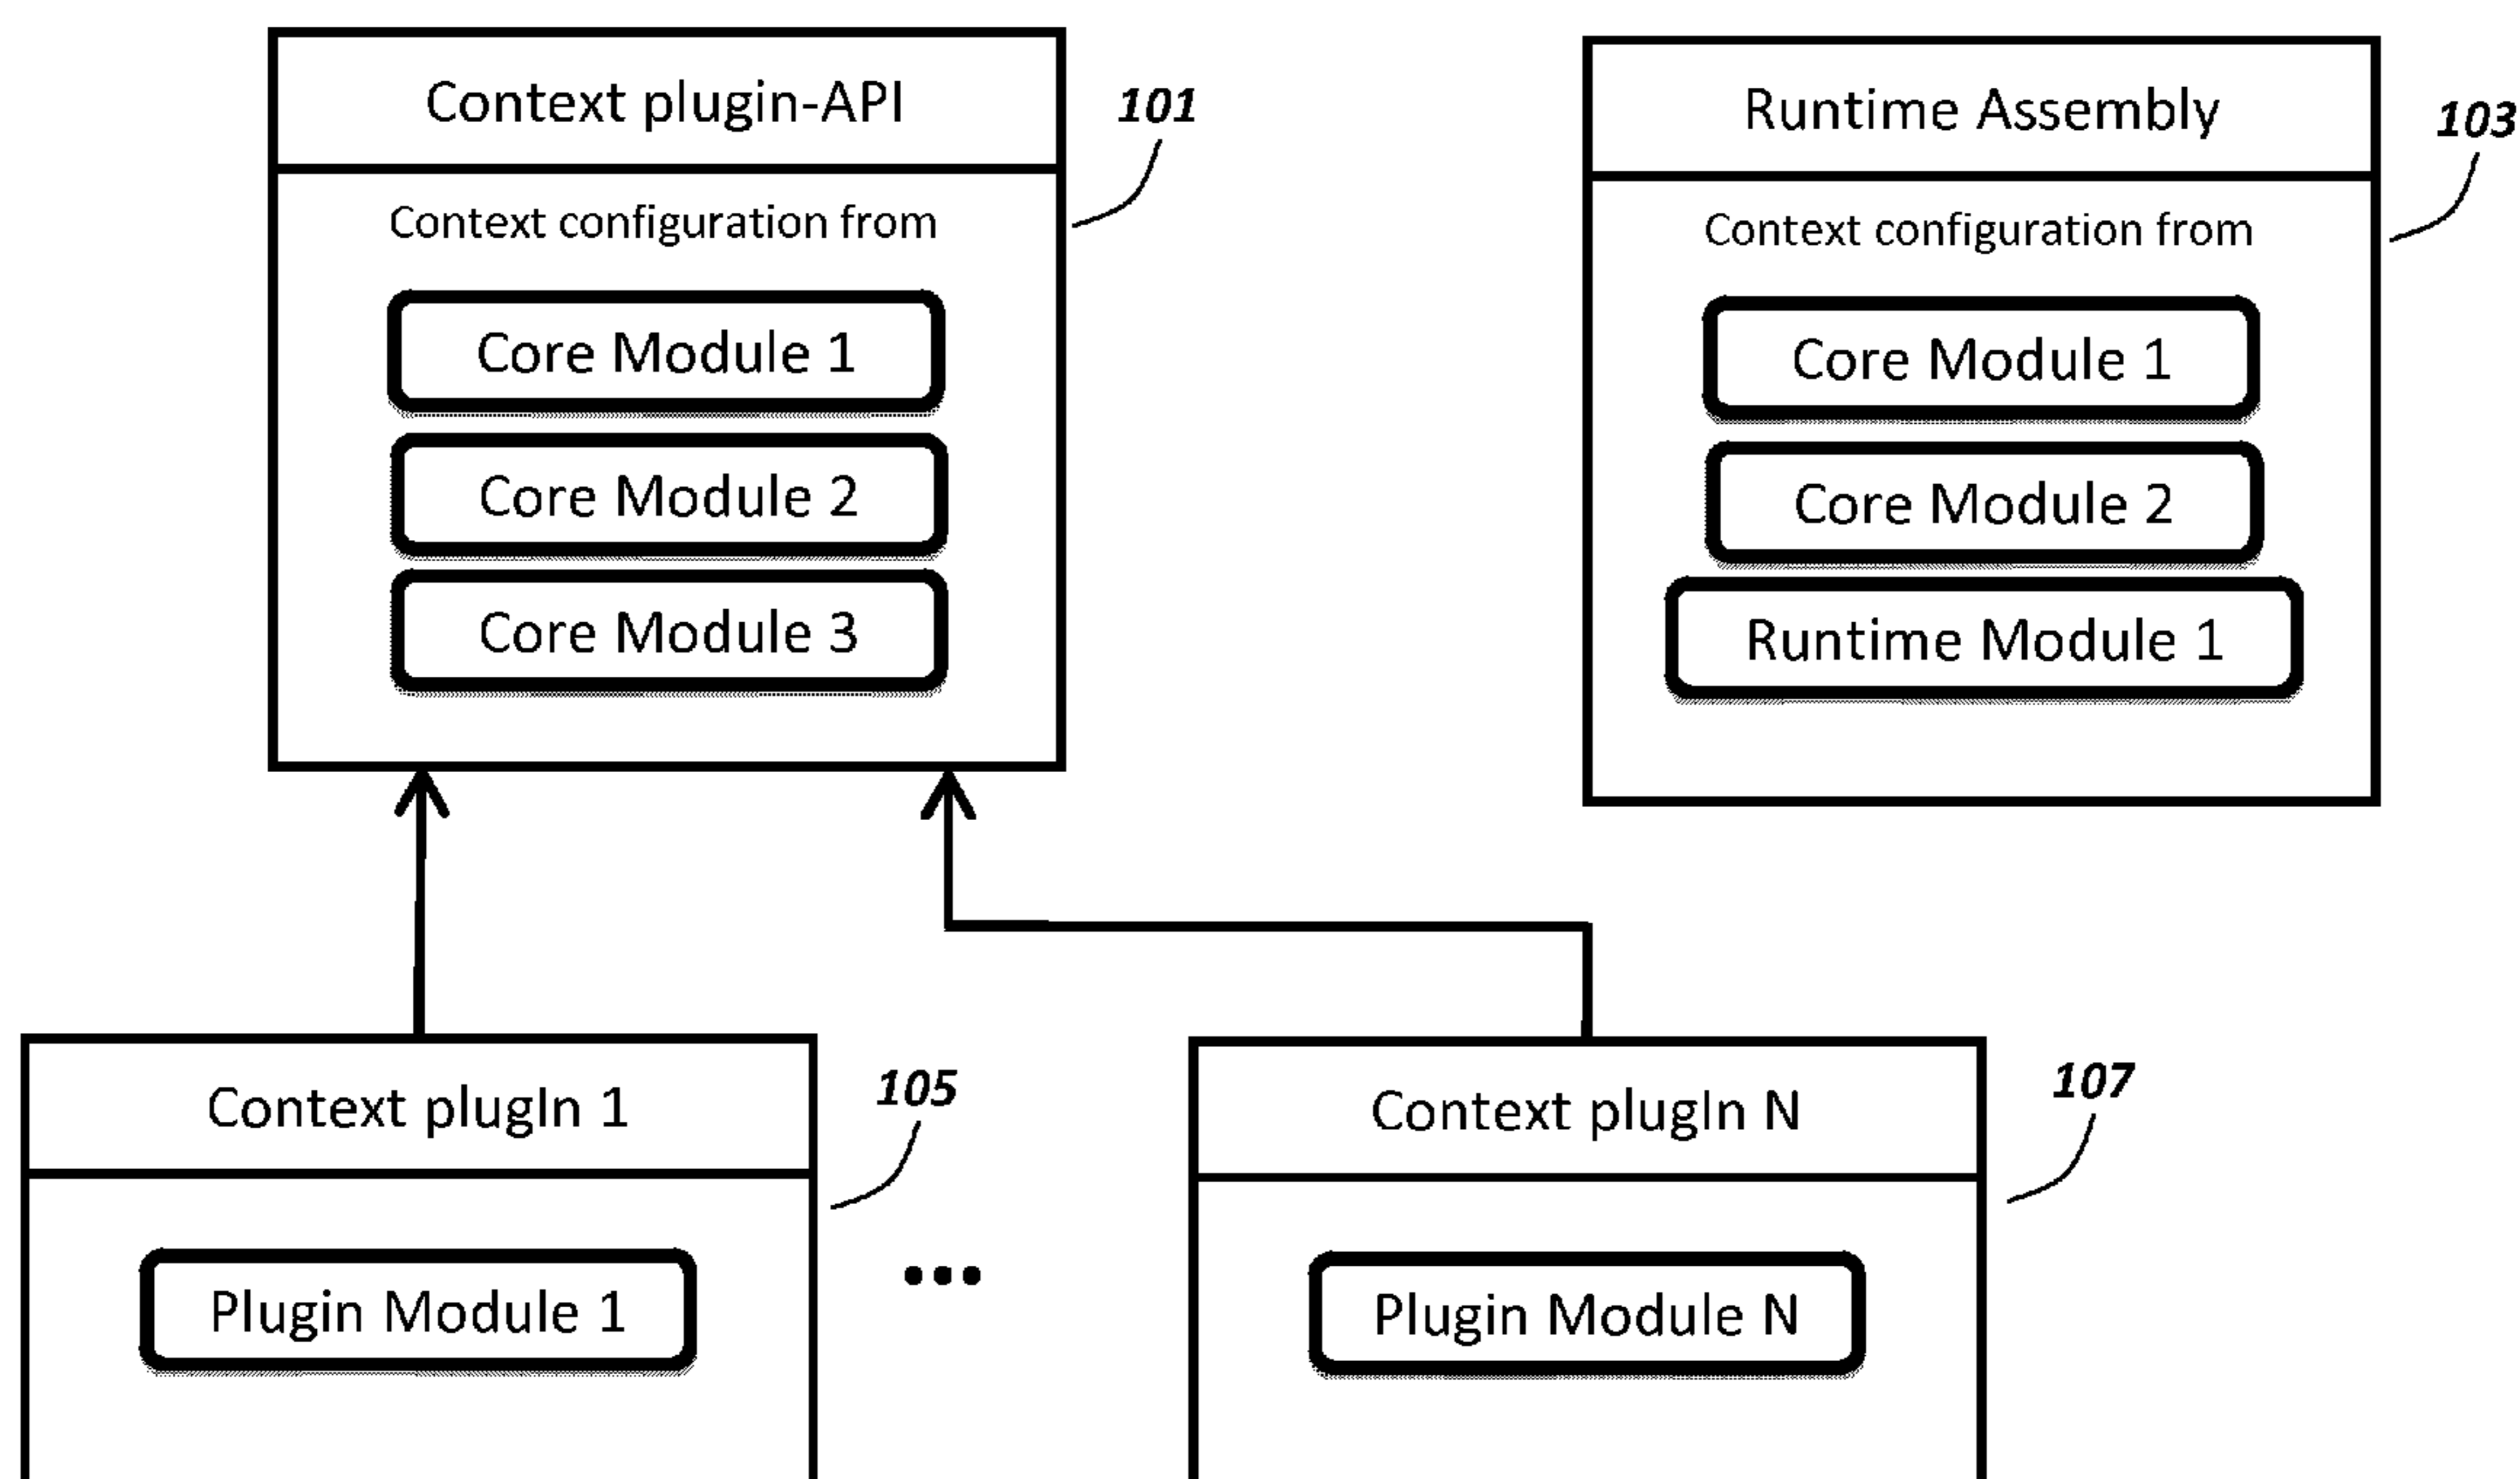 Context plugin-API
101
Context configuration from
Core Module 1
Core Module 2
Core Module 3
Runtime Assembly
103
Context configuration from
Core Module 1
Core Module 2
Runtime Module 1
Context plugIn 1
105
Plugin Module 1
•••
Context plugIn N
107
Plugin Module N